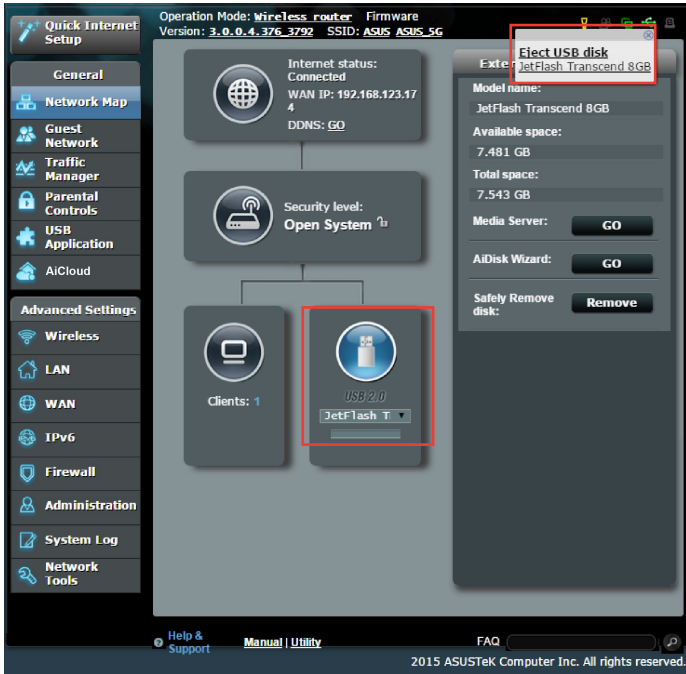 Quick Internet
Setup
Operation Mode: Wireless router Firmware
Version: 3.0.0.4.376_3792 SSID: ASUS ASUS_5G
Eject USB disk
JetFlash Transcend 8GB
General
Network Map
Guest
Network
Traffic
Manager
Parental
Controls
USB
Application
AiCloud
Advanced Settings
Wireless
LAN
WAN
IPv6
Firewall
Administration
System Log
Network
Tools
Internet status:
Connected
WAN IP: 192.168.123.17
4
DDNS: GO
Security level:
Open System
Clients: 1
USB 2.0
JetFlash T
Exter
Model name:
JetFlash Transcend 8GB
Available space:
7.481 GB
Total space:
7.543 GB
Media Server: GO
AiDisk Wizard: GO
Safely Remove
disk: Remove
Help &
Support
Manual | Utility
FAQ
2015 ASUSTeK Computer Inc. All rights reserved.